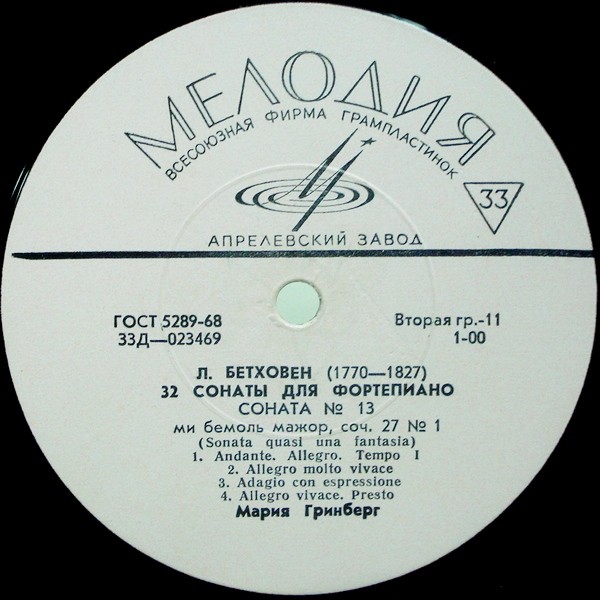 МЕЛОДИЯ
ВСЕСОЮЗНАЯ ФИРМА ГРАМПЛАСТИНОК
33
АПРЕЛЕВСКИЙ ЗАВОД
ГОСТ 5289-68
Вторая гр.-11
33Д—023469
1-00
Л. БЕТХОВЕН (1770—1827)
32 СОНАТЫ ДЛЯ ФОРТЕПИАНО
СОНАТА № 13
ми бемоль мажор, соч. 27 № 1
(Sonata quasi una fantasia)
1. Andante. Allegro. Tempo I
2. Allegro molto vivace
3. Adagio con espressione
4. Allegro vivace. Presto
Мария Гринберг